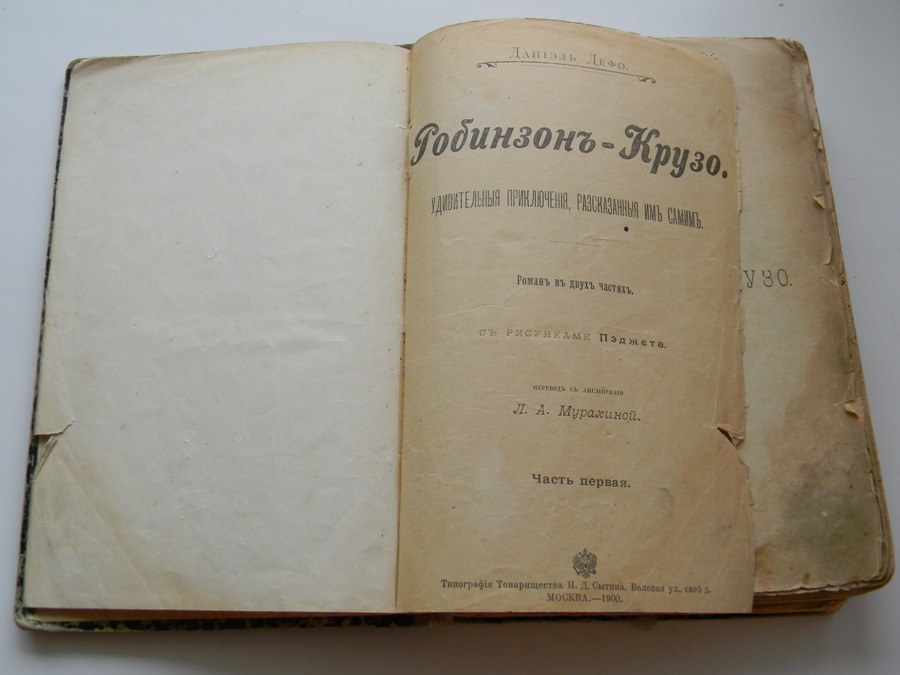 Даніэль Дефо.
Робинзонъ-Крузо.
УДИВИТЕЛЬНЫЯ ПРИКЛЮЧЕНІЯ, РАЗСКАЗАННЫЯ ИМЪ САМИМЪ.
Романъ въ двухъ частяхъ.
СЪ РИСУНКАМИ Пэджета.
ПЕРЕВОДЪ СЪ АНГЛІЙСКАГО
Л. А. Мурахиной.
Часть первая.
Типографія Товарищества И. Д. Сытина. Валовая ул., свой д.
МОСКВА.—1900.
УЗО.